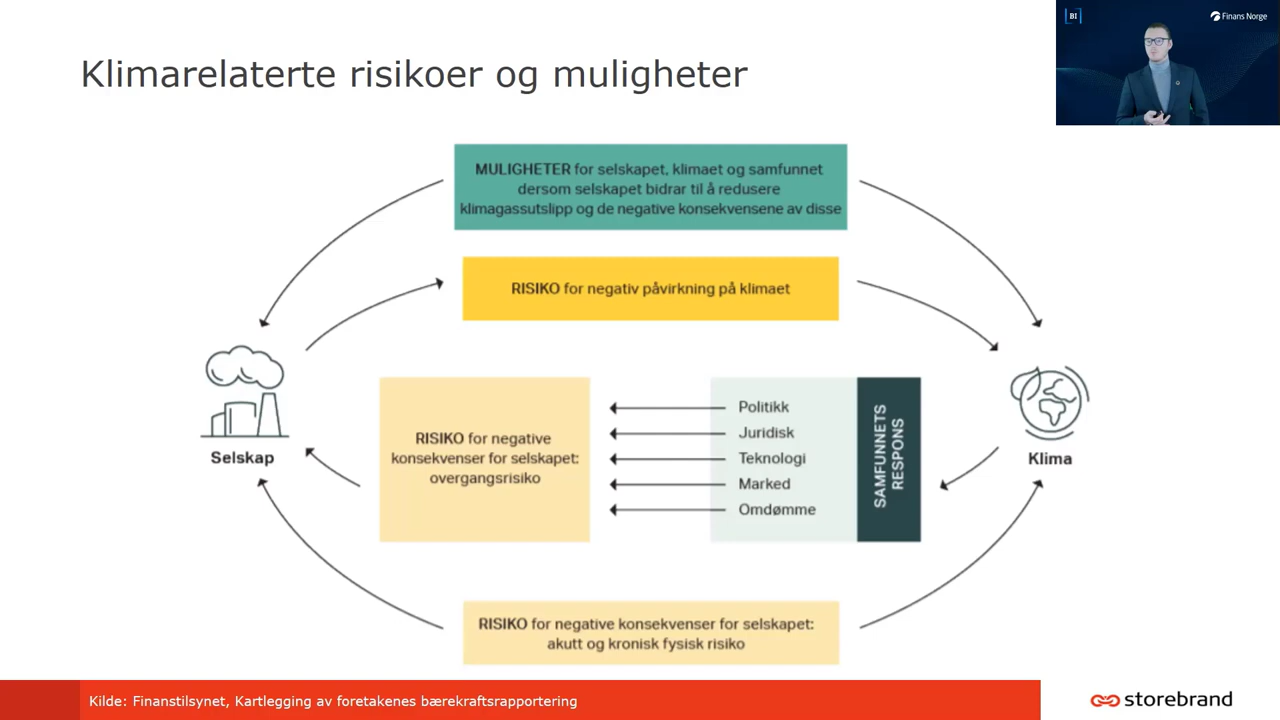 BI
Finans Norge
Klimarelaterte risikoer og muligheter
MULIGHETER for selskapet, klimaet og samfunnet
dersom selskapet bidrar til å redusere
klimagassutslipp og de negative konsekvensene av disse
RISIKO for negativ påvirkning på klimaet
Selskap
RISIKO for negative
konsekvenser for selskapet:
overgangsrisiko
Politikk
Juridisk
Teknologi
Marked
Omdømme
SAMFUNNETS
RESPONS
Klima
RISIKO for negative konsekvenser for selskapet:
akutt og kronisk fysisk risiko
Kilde: Finanstilsynet, Kartlegging av foretakenes bærekraftsrapportering
storebrand